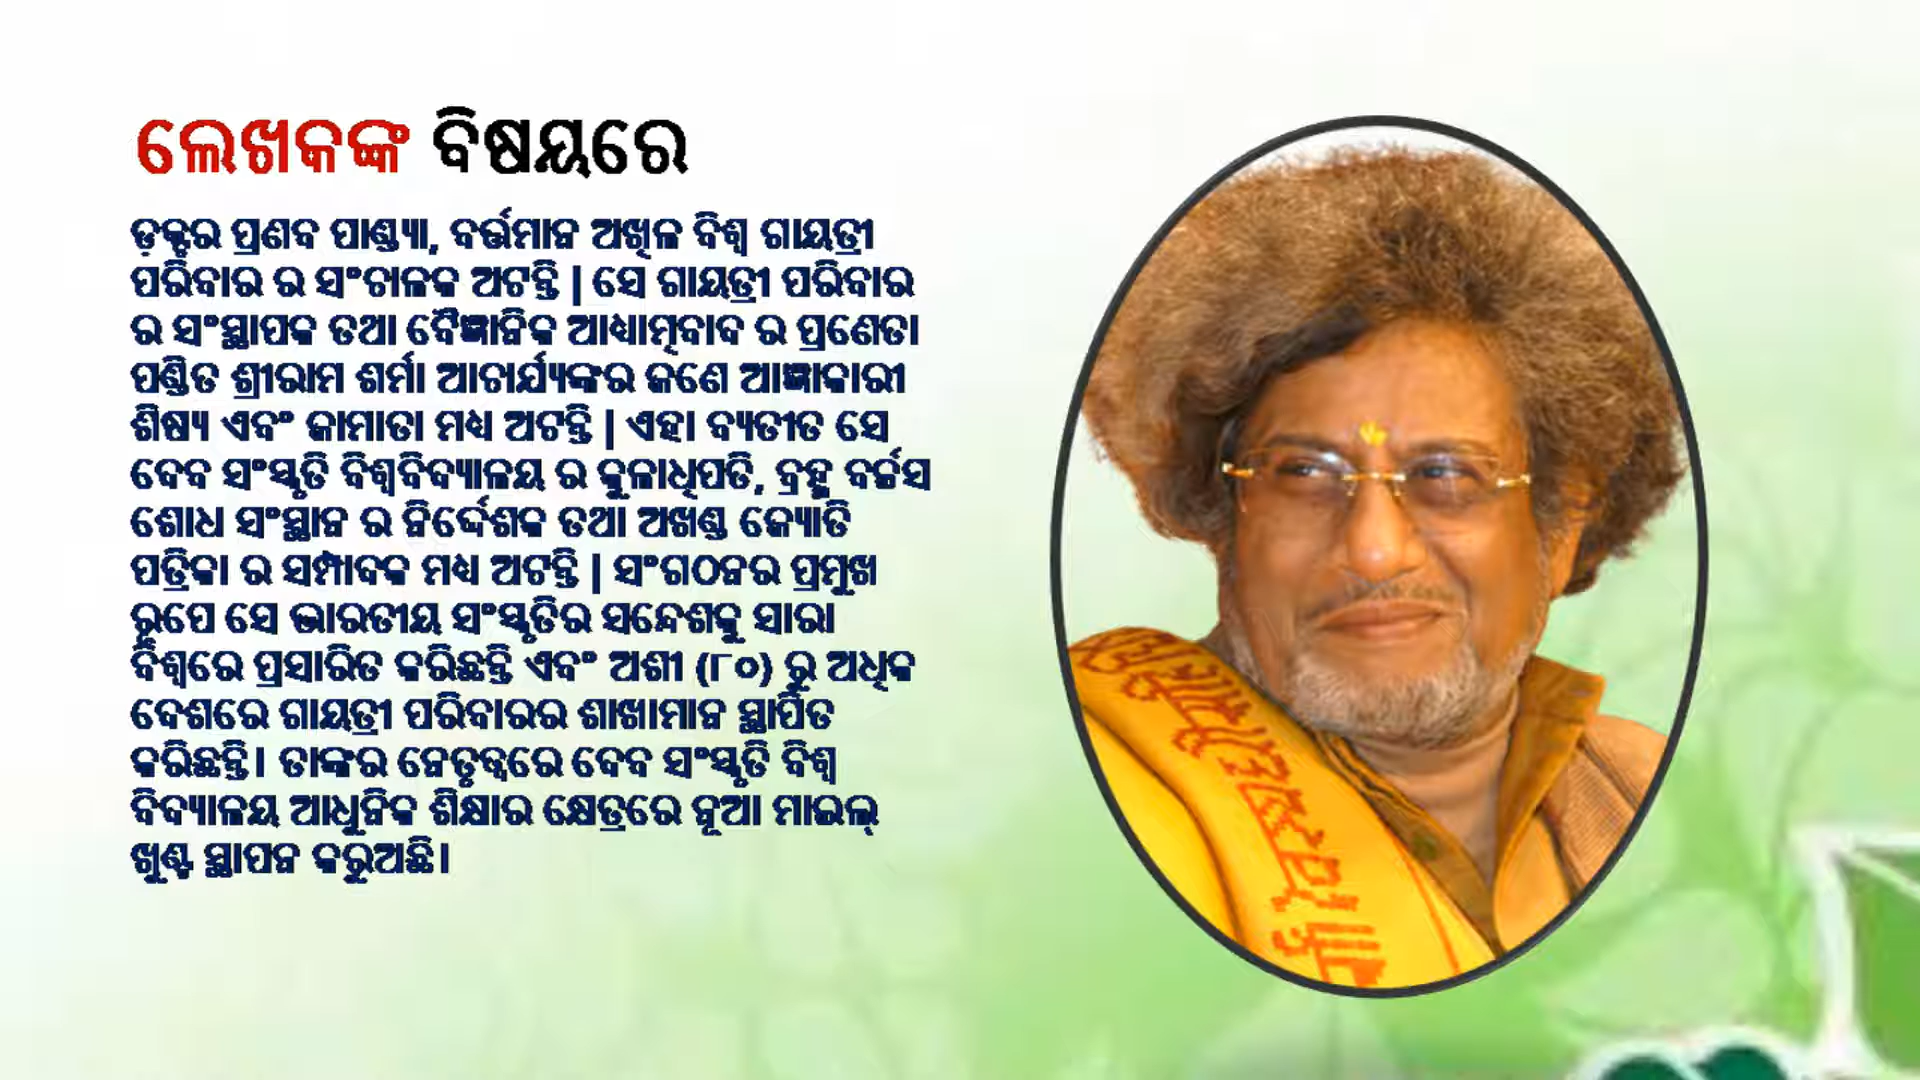 ଲେଖକଙ୍କ ବିଷୟରେ
ଡ଼କ୍ଟର ପ୍ରଣବ ପାଣ୍ଡ୍ୟା, ବର୍ତ୍ତମାନ ଅଖିଳ ବିଶ୍ୱ ଗାୟତ୍ରୀ
ପରିବାର ର ସଂଚାଳକ ଅଟନ୍ତି | ସେ ଗାୟତ୍ରୀ ପରିବାର
ର ସଂସ୍ଥାପକ ତଥା ବୈଜ୍ଞାନିକ ଆଧ୍ୟାତ୍ମବାଦ ର ପ୍ରଣେତା
ପଣ୍ଡିତ ଶ୍ରୀରାମ ଶର୍ମା ଆଚାର୍ଯ୍ୟଙ୍କର ଜଣେ ଆଜ୍ଞାକାରୀ
ଶିଷ୍ୟ ଏବଂ ଜାମାତା ମଧ୍ୟ ଅଟନ୍ତି | ଏହା ବ୍ୟତୀତ ସେ
ଦେବ ସଂସ୍କୃତି ବିଶ୍ୱବିଦ୍ୟାଳୟ ର କୁଳାଧିପତି, ବ୍ରହ୍ମ ବର୍ଚ୍ଚସ
ଶୋଧ ସଂସ୍ଥାନ ର ନିର୍ଦ୍ଦେଶକ ତଥା ଅଖଣ୍ଡ ଜ୍ୟୋତି
ପତ୍ରିକା ର ସମ୍ପାଦକ ମଧ୍ୟ ଅଟନ୍ତି | ସଂଗଠନର ପ୍ରମୁଖ
ରୂପେ ସେ ଭାରତୀୟ ସଂସ୍କୃତିର ସନ୍ଦେଶକୁ ସାରା
ବିଶ୍ୱରେ ପ୍ରସାରିତ କରିଛନ୍ତି ଏବଂ ଅଶୀ (୮୦) ରୁ ଅଧିକ
ଦେଶରେ ଗାୟତ୍ରୀ ପରିବାରର ଶାଖାମାନ ସ୍ଥାପିତ
କରିଛନ୍ତି। ତାଙ୍କର ନେତୃତ୍ୱରେ ଦେବ ସଂସ୍କୃତି ବିଶ୍ୱ
ବିଦ୍ୟାଳୟ ଆଧୁନିକ ଶିକ୍ଷାର କ୍ଷେତ୍ରରେ ନୂଆ ମାଇଲ୍
ଖୁଣ୍ଟ ସ୍ଥାପନ କରୁଅଛି।